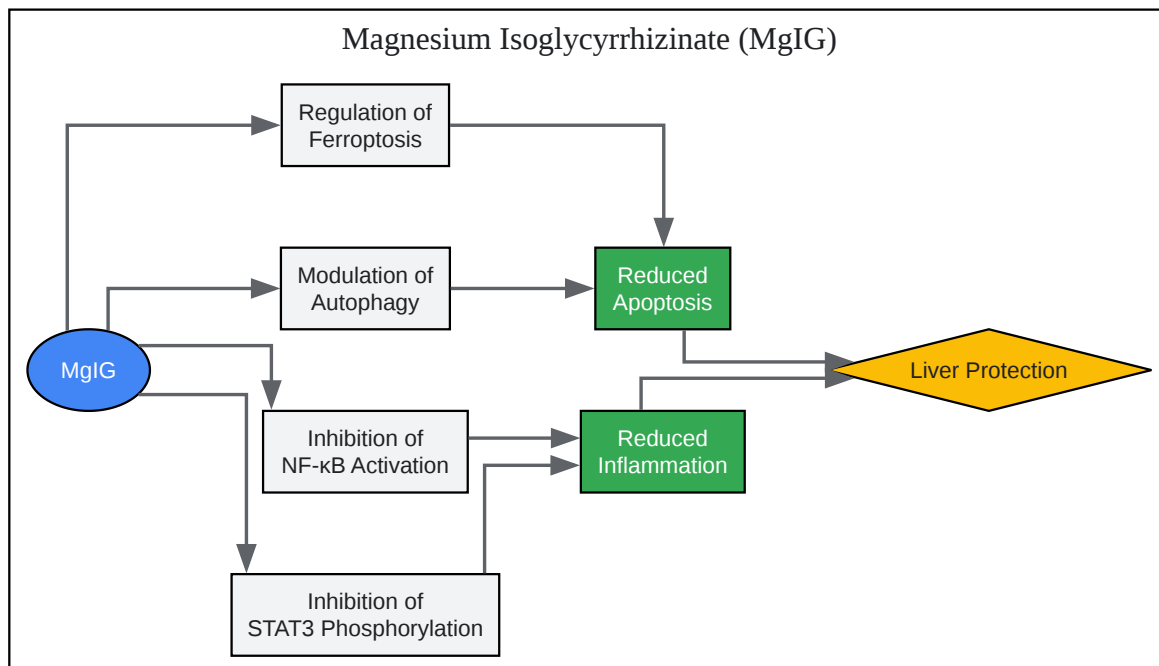 Magnesium Isoglycyrrhizinate (MgIG)
Regulation of
Ferroptosis
Modulation of
Autophagy
Reduced
Apoptosis
MgIG
Liver Protection
Inhibition of
NF-κB Activation
Reduced
Inflammation
Inhibition of
STAT3 Phosphorylation